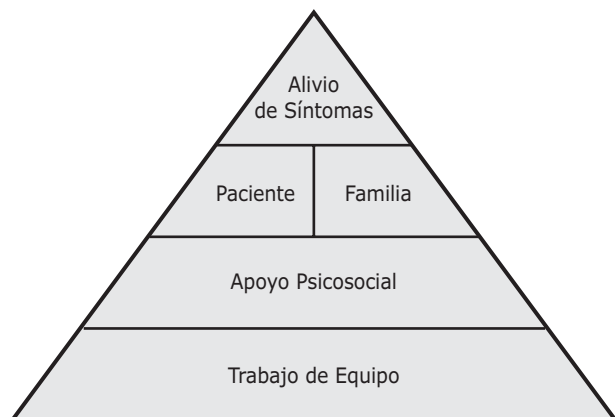 Alivio
de Síntomas
Paciente
Familia
Apoyo Psicosocial
Trabajo de Equipo